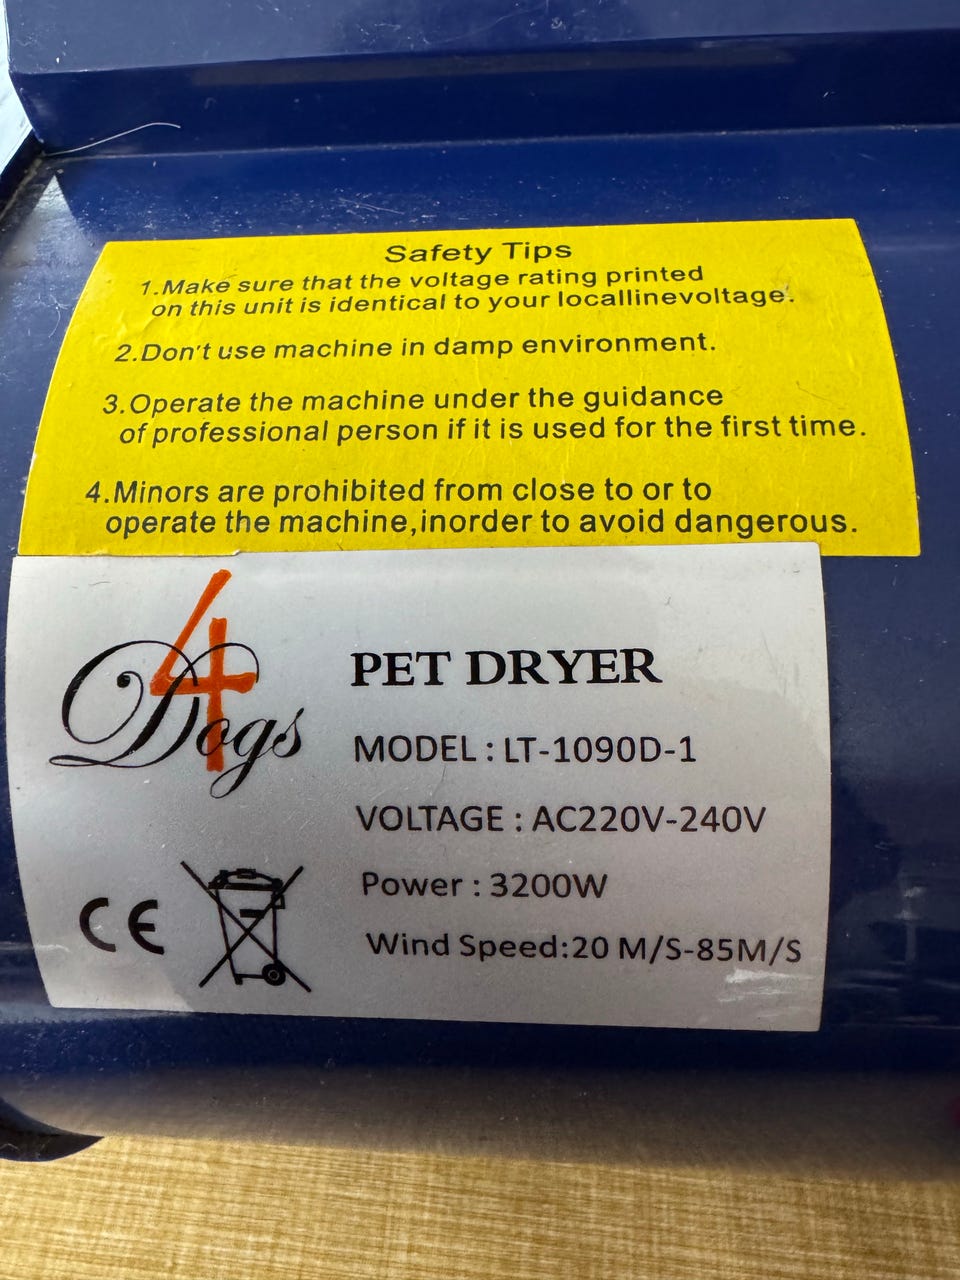 Safety Tips
1.Make sure that the voltage rating printed
on this unit is identical to your locallinevoltage.
2.Don't use machine in damp environment.
3.Operate the machine under the guidance
of professional person if it is used for the first time.
4.Minors are prohibited from close to or to
operate the machine,inorder to avoid dangerous.
4
Dogs
PET DRYER
MODEL : LT-1090D-1
VOLTAGE : AC220V-240V
Power : 3200W
Wind Speed:20 M/S-85M/S
CE